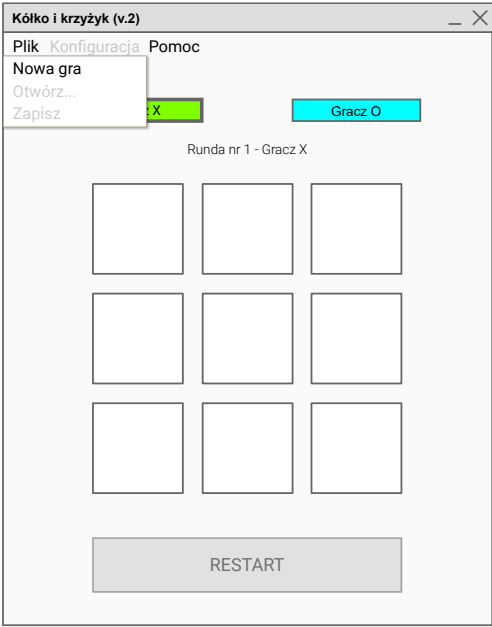 Kółko i krzyżyk (v.2)
Plik Konfiguracja Pomoc
Nowa gra
Otwórz...
Zapisz
X Gracz O
Runda nr 1 - Gracz X
RESTART